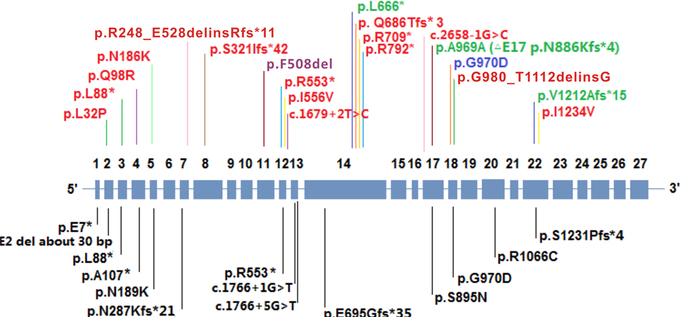 p.L666*
p.R248_E528delinsRfs*11
p. Q686Tfs* 3
c.2658-1G>C
p.R709*
p.S321Ifs*42
p.A969A (△E17 p.N886Kfs*4)
p.R792*
p.N186K
p.F508del
p.G970D
p.Q98R
p.R553*
p.G980_T1112delinsG
p.L88*
p.I556V
p.V1212Afs*15
p.L32P
c.1679+2T>C
p.I1234V
1 2 3 4 5 6 7 8 9 10 11 12 13 14 15 16 17 18 19 20 21 22 23 24 25 26 27
5' 3'
p.E7*
E2 del about 30 bp
p.S1231Pfs*4
p.L88*
p.R1066C
p.A107*
p.R553*
p.G970D
p.N189K
c.1766+1G>T
p.S895N
p.N287Kfs*21
c.1766+5G>T
p.E695Gfs*35